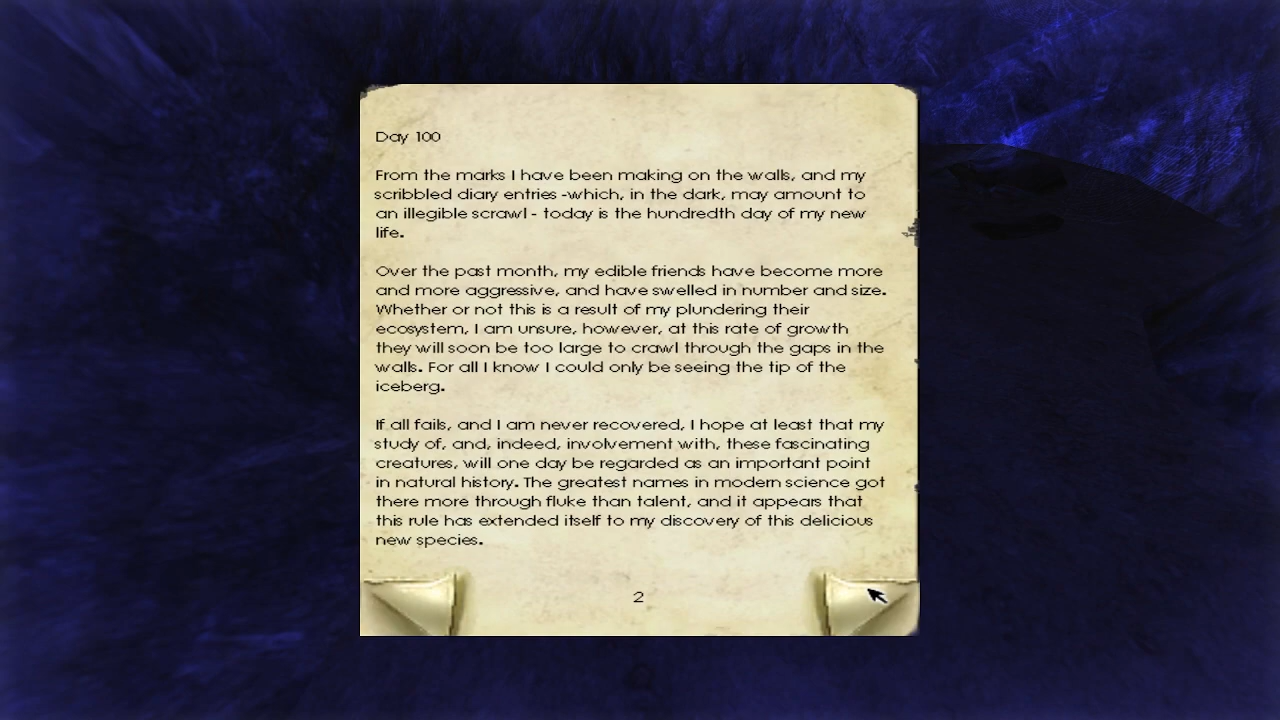 Day 100
From the marks I have been making on the walls, and my
scribbled diary entries -which, in the dark, may amount to
an illegible scrawl - today is the hundredth day of my new
life.
Over the past month, my edible friends have become more
and more aggressive, and have swelled in number and size.
Whether or not this is a result of my plundering their
ecosystem, I am unsure, however, at this rate of growth
they will soon be too large to crawl through the gaps in the
walls. For all I know I could only be seeing the tip of the
iceberg.
If all fails, and I am never recovered, I hope at least that my
study of, and, indeed, involvement with, these fascinating
creatures, will one day be regarded as an important point
in natural history. The greatest names in modern science got
there more through fluke than talent, and it appears that
this rule has extended itself to my discovery of this delicious
new species.
2